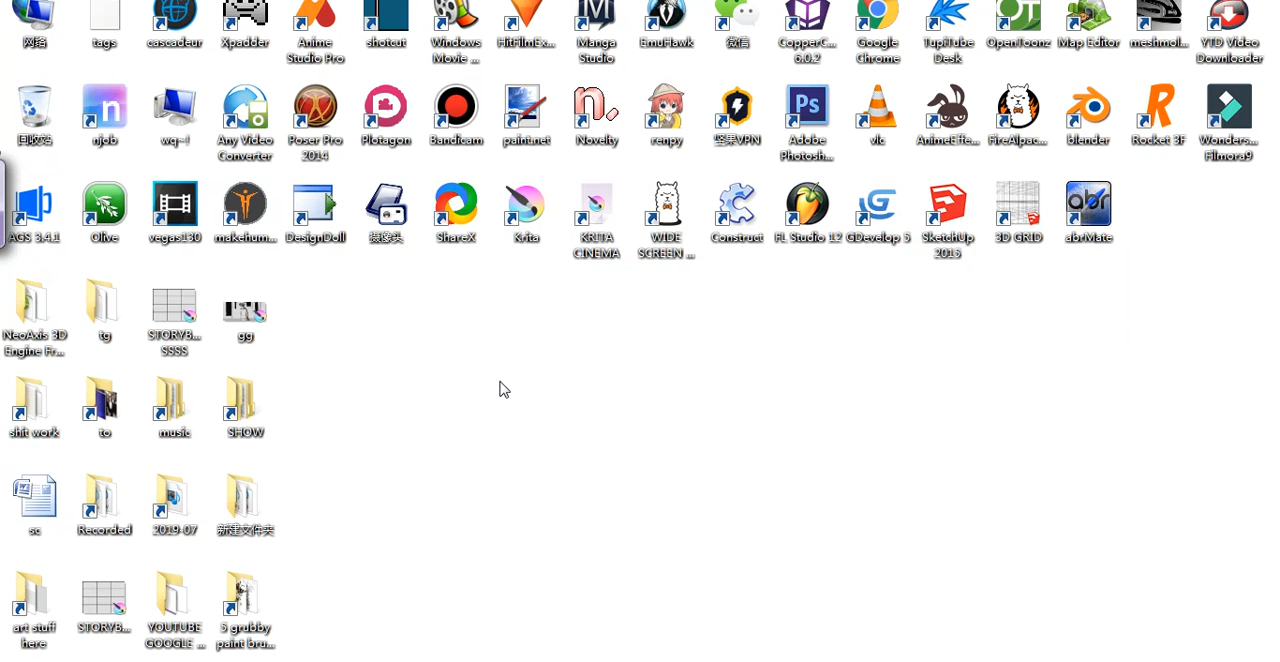 网络
tags
cascadeur
Xpadder
Anime
Studio Pro
shotcut
Windows
Movie ...
HitFilmEx...
Manga
Studio
EmuHawk
微信
CopperC...
6.0.2
Google
Chrome
TupiTube
Desk
OpenToonz
Map Editor
meshmol...
YTD Video
Downloader
回收站
njob
wq--!
Any Video
Converter
Poser Pro
2014
Plotagon
Bandicam
paint.net
Novelty
renpy
坚果VPN
Adobe
Photosh...
vlc
AnimeEffe...
FireAlpac...
blender
Rocket 3F
Wonders...
Filmora9
AGS 3.4.1
Olive
vegas130
makehum...
DesignDoll
摄像头
ShareX
Krita
KRITA
CINEMA
WIDE
SCREEN ...
Construct
FL Studio 12
GDevelop 5
SketchUp
2015
3D GRID
abrMate
NeoAxis 3D
Engine Fr...
tg
STORYB...
SSSS
gg
shit work
to
music
SHOW
sc
Recorded
2019-07
新建文件夹
art stuff
here
STORYB...
YOUTUBE
GOOGLE ...
5 grubby
paint bru...